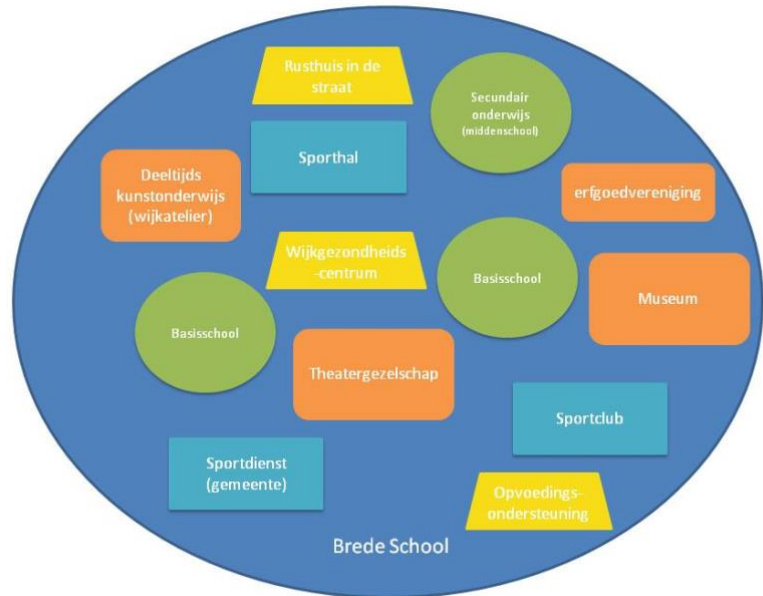 Rusthuis in de
straat
Secundair
onderwijs
(middenschool)
Sporthal
Deeltijds
kunstonderwijs
(wijkatelier)
erfgoedvereniging
Wijkgezondheids
-centrum
Basisschool
Museum
Basisschool
Theatergezelschap
Sportclub
Sportdienst
(gemeente)
Opvoedings-
ondersteuning
Brede School